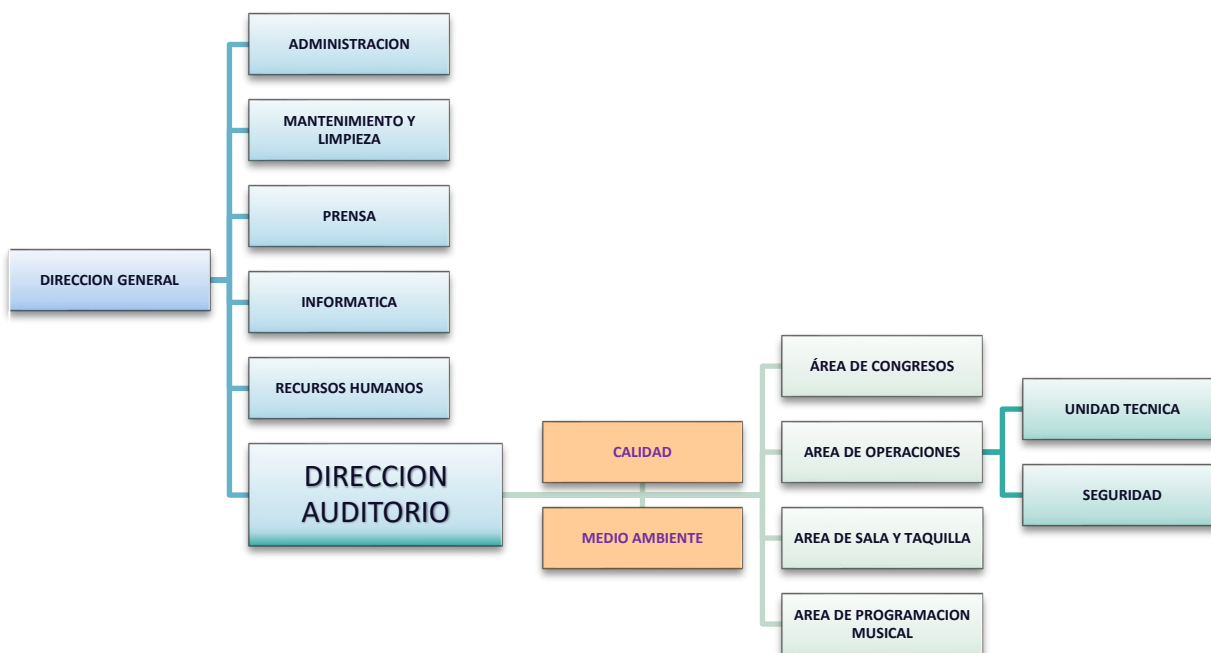 ADMINISTRACION
MANTENIMIENTO Y
LIMPIEZA
PRENSA
DIRECCION GENERAL
INFORMATICA
RECURSOS HUMANOS
DIRECCION
AUDITORIO
CALIDAD
MEDIO AMBIENTE
ÁREA DE CONGRESOS
AREA DE OPERACIONES
UNIDAD TECNICA
SEGURIDAD
AREA DE SALA Y TAQUILLA
AREA DE PROGRAMACION
MUSICAL